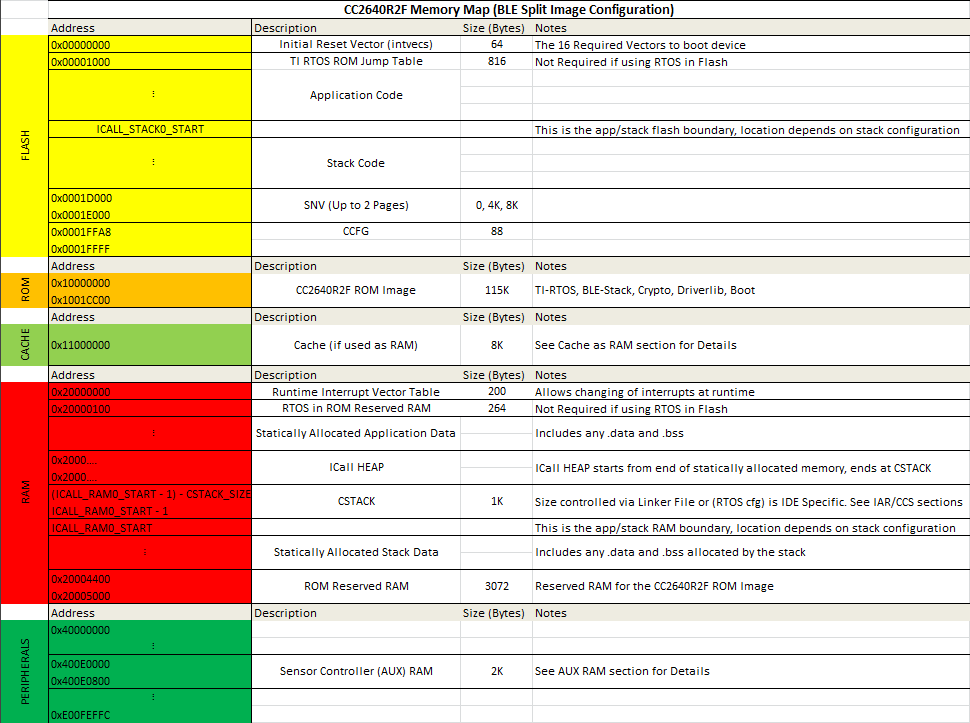 CC2640R2F Memory Map (BLE Split Image Configuration)
Address Description Size (Bytes) Notes
FLASH
0x00000000 Initial Reset Vector (intvecs) 64 The 16 Required Vectors to boot device
0x00001000 TI RTOS ROM Jump Table 816 Not Required if using RTOS in Flash
⋮ Application Code
ICALL_STACK0_START This is the app/stack flash boundary, location depends on stack configuration
⋮ Stack Code
0x0001D000
SNV (Up to 2 Pages) 0, 4K, 8K
0x0001E000
0x0001FFA8 CCFG 88
0x0001FFFF
Address Description Size (Bytes) Notes
ROM
0x10000000
CC2640R2F ROM Image 115K TI-RTOS, BLE-Stack, Crypto, Driverlib, Boot
0x1001CC00
Address Description Size (Bytes) Notes
CACHE
0x11000000 Cache (if used as RAM) 8K See Cache as RAM section for Details
Address Description Size (Bytes) Notes
RAM
0x20000000 Runtime Interrupt Vector Table 200 Allows changing of interrupts at runtime
0x20000100 RTOS in ROM Reserved RAM 264 Not Required if using RTOS in Flash
⋮ Statically Allocated Application Data Includes any .data and .bss
0x2000....
ICall HEAP ICall HEAP starts from end of statically allocated memory, ends at CSTACK
0x2000....
(ICALL_RAM0_START - 1) - CSTACK_SIZE
CSTACK 1K Size controlled via Linker File or (RTOS cfg) is IDE Specific. See IAR/CCS sections
ICALL_RAM0_START - 1
ICALL_RAM0_START This is the app/stack RAM boundary, location depends on stack configuration
⋮ Statically Allocated Stack Data Includes any .data and .bss allocated by the stack
0x20004400
ROM Reserved RAM 3072 Reserved RAM for the CC2640R2F ROM Image
0x20005000
Address Description Size (Bytes) Notes
PERIPHERALS
0x40000000
⋮
0x400E0000
Sensor Controller (AUX) RAM 2K See AUX RAM section for Details
0x400E0800
⋮
0xE00FEFFC